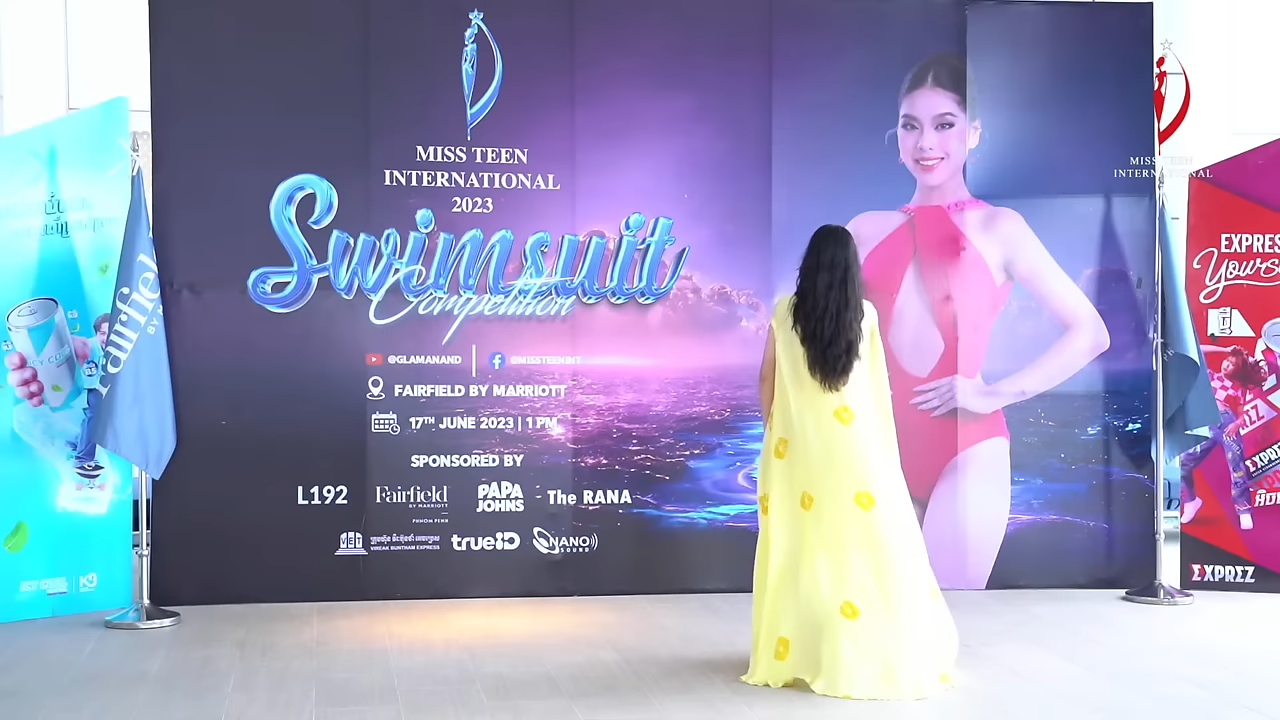 MISS TEEN
INTERNATIONAL
2023
Swimsuit
Competition
@GLAMANAND
@MISSTEENINT
FAIRFIELD BY MARRIOTT
17TH JUNE 2023 | 1 PM
SPONSORED BY
L192
Fairfield
BY MARRIOTT
PHNOM PENH
PAPA
JOHNS
The RANA
VET
VIREAK BUNTHAM EXPRESS
trueID
NANO
SOUND
Fairfield
MISS TEEN
INTERNATIONAL
EXPRES
Yours
EXPREZ
K9